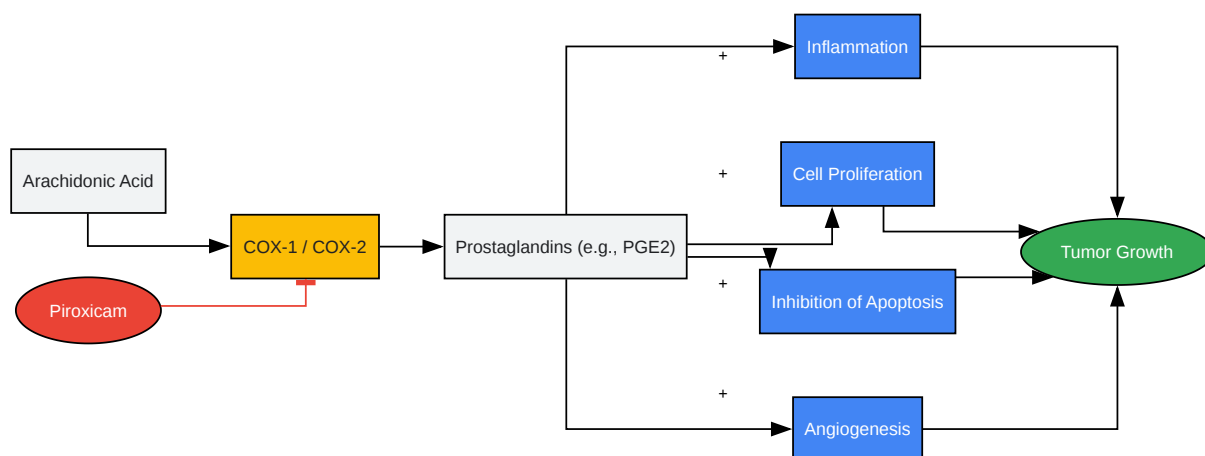 Arachidonic Acid
Piroxicam
COX-1 / COX-2
Prostaglandins (e.g., PGE2)
+
Inflammation
+
Cell Proliferation
+
Inhibition of Apoptosis
+
Angiogenesis
Tumor Growth